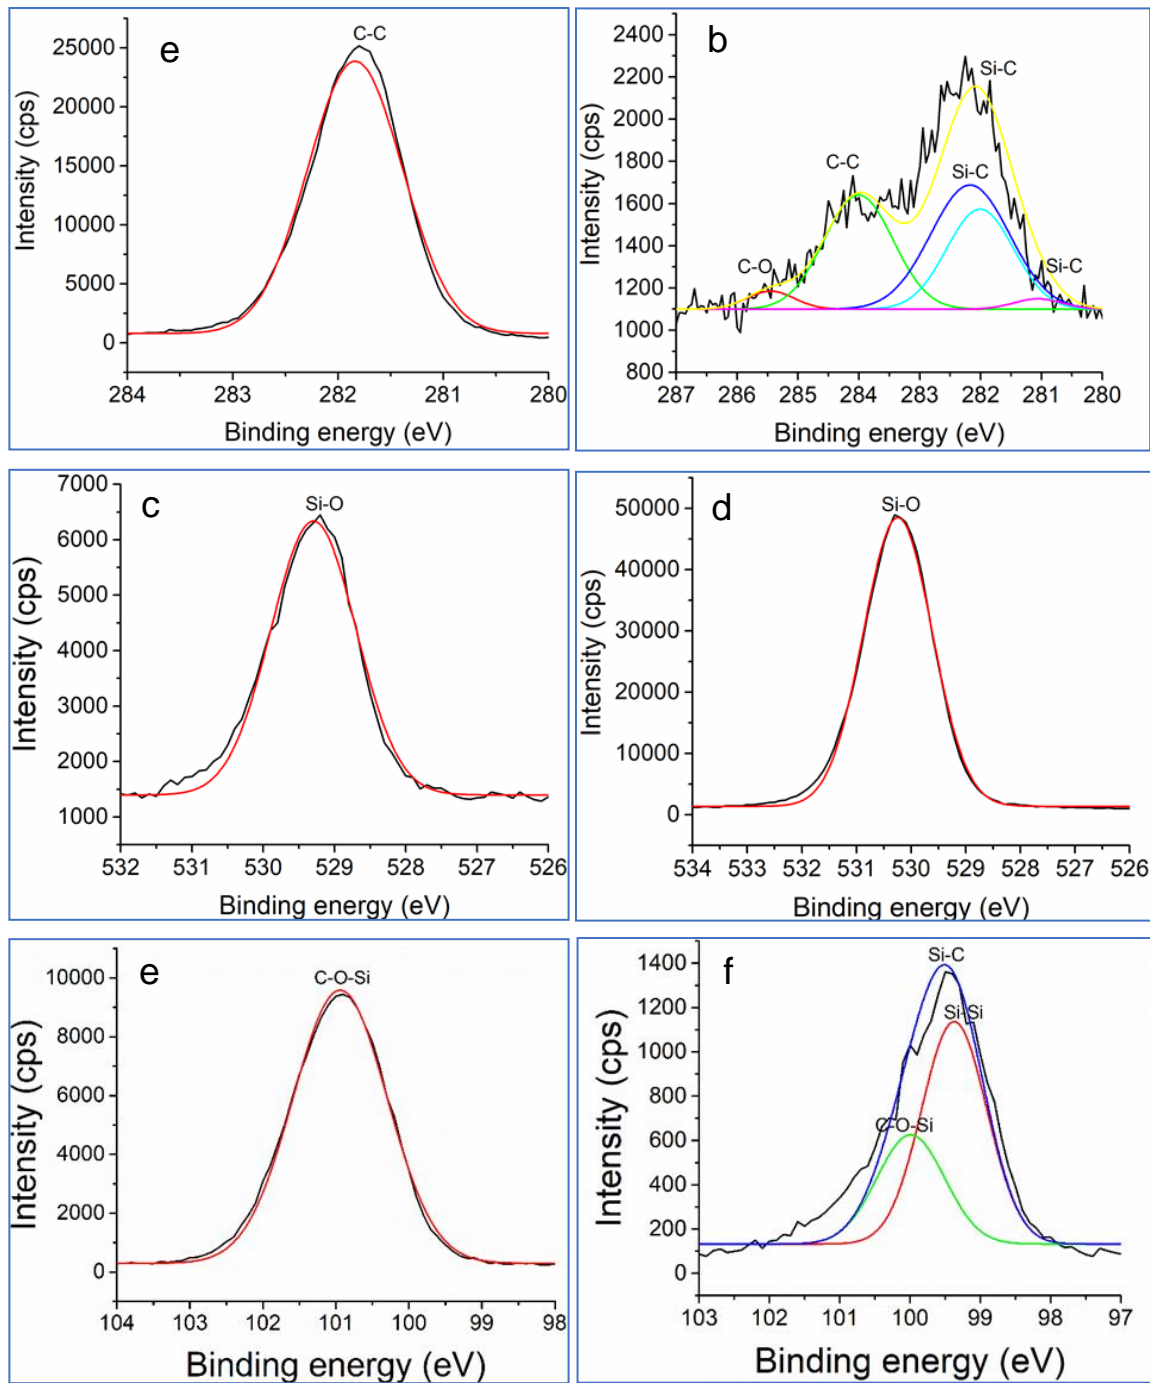 e
C-C
25000
20000
15000
10000
5000
0
Intensity (cps)
284 283 282 281 280
Binding energy (eV)
b
Si-C
C-C
Si-C
C-O
Si-C
2400
2200
2000
1800
1600
1400
1200
1000
800
Intensity (cps)
287 286 285 284 283 282 281 280
Binding energy (eV)
c
Si-O
7000
6000
5000
4000
3000
2000
1000
Intensity (cps)
532 531 530 529 528 527 526
Binding energy (eV)
d
Si-O
50000
40000
30000
20000
10000
0
Intensity (cps)
534 533 532 531 530 529 528 527 526
Binding energy (eV)
e
C-O-Si
10000
8000
6000
4000
2000
0
Intensity (cps)
104 103 102 101 100 99 98
Binding energy (eV)
f
Si-C
Si-Si
C-O-Si
1400
1200
1000
800
600
400
200
0
Intensity (cps)
103 102 101 100 99 98 97
Binding energy (eV)